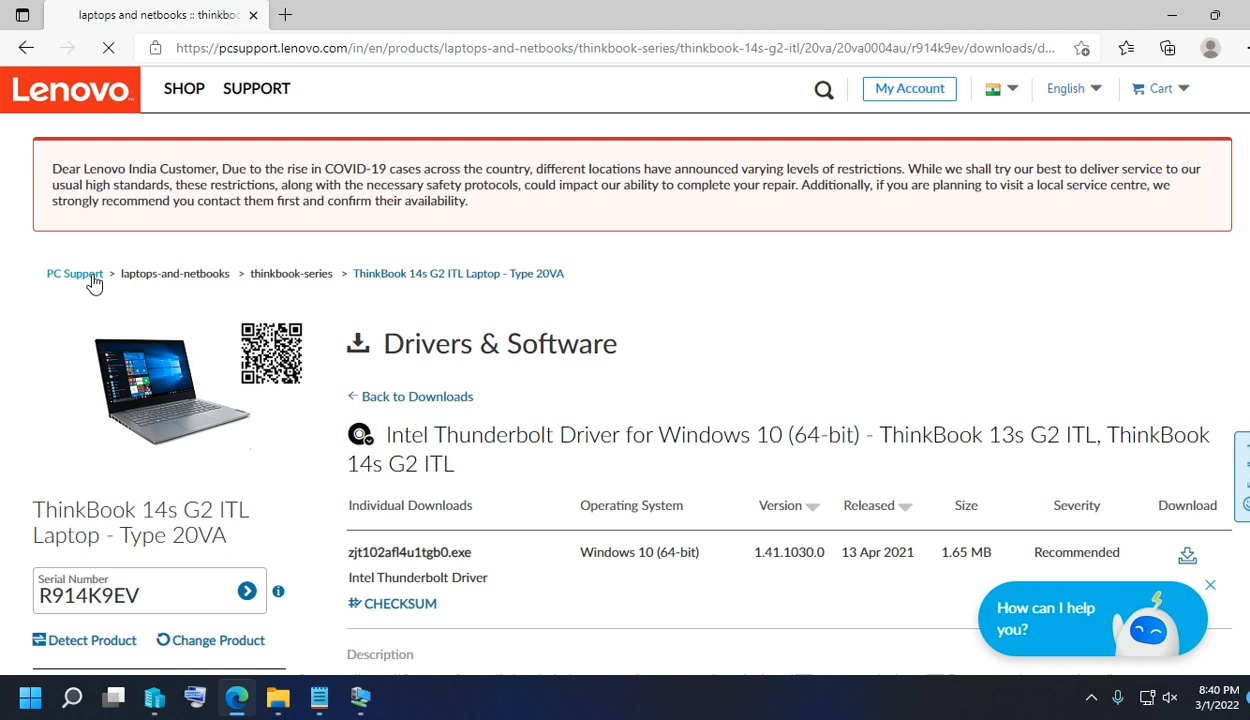 laptops and netbooks :: thinkboo
https://pcsupport.lenovo.com/in/en/products/laptops-and-netbooks/thinkbook-series/thinkbook-14s-g2-itl/20va/20va0004au/r914k9ev/downloads/d...
Lenovo
SHOP SUPPORT
My Account
English
Cart
Dear Lenovo India Customer, Due to the rise in COVID-19 cases across the country, different locations have announced varying levels of restrictions. While we shall try our best to deliver service to our
usual high standards, these restrictions, along with the necessary safety protocols, could impact our ability to complete your repair. Additionally, if you are planning to visit a local service centre, we
strongly recommend you contact them first and confirm their availability.
PC Support > laptops-and-netbooks > thinkbook-series > ThinkBook 14s G2 ITL Laptop - Type 20VA
Drivers & Software
Back to Downloads
Intel Thunderbolt Driver for Windows 10 (64-bit) - ThinkBook 13s G2 ITL, ThinkBook
14s G2 ITL
ThinkBook 14s G2 ITL
Laptop - Type 20VA
Serial Number
R914K9EV
Detect Product Change Product
Individual Downloads Operating System Version Released Size Severity Download
zjt102afl4u1tgb0.exe Windows 10 (64-bit) 1.41.1030.0 13 Apr 2021 1.65 MB Recommended
Intel Thunderbolt Driver
CHECKSUM
Description
How can I help
you?
8:40 PM
3/1/2022